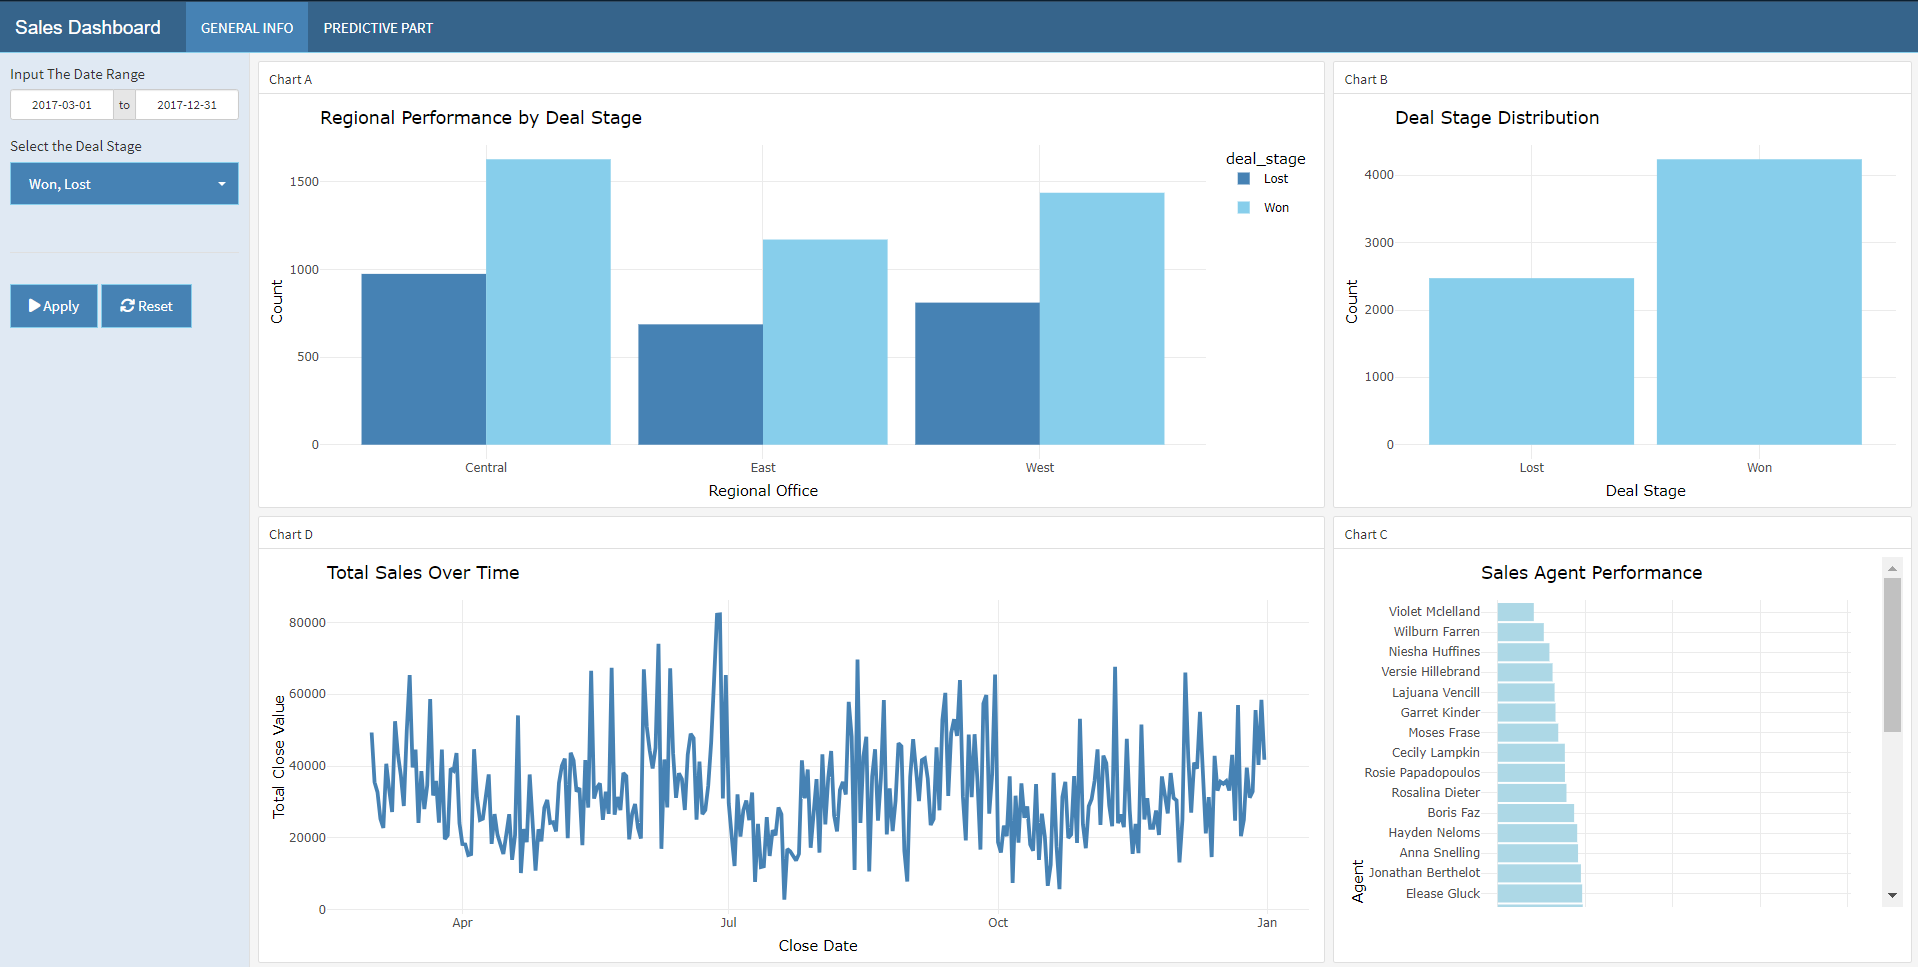 Sales Dashboard
GENERAL INFO
PREDICTIVE PART
Input The Date Range
2017-03-01 to 2017-12-31
Select the Deal Stage
Won, Lost
Apply
Reset
Chart A
Regional Performance by Deal Stage
deal_stage
Lost
Won
Count
1500
1000
500
0
Central East West
Regional Office
Chart B
Deal Stage Distribution
Count
4000
3000
2000
1000
0
Lost Won
Deal Stage
Chart D
Total Sales Over Time
Total Close Value
80000
60000
40000
20000
0
Apr Jul Oct Jan
Close Date
Chart C
Sales Agent Performance
Agent
Violet Mclelland
Wilburn Farren
Niesha Huffines
Versie Hillebrand
Lajuana Vencill
Garret Kinder
Moses Frase
Cecily Lampkin
Rosie Papadopoulos
Rosalina Dieter
Boris Faz
Hayden Neloms
Anna Snelling
Jonathan Berthelot
Elease Gluck